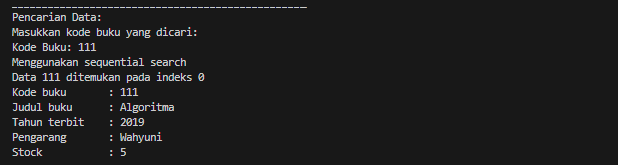 Pencarian Data:
Masukkan kode buku yang dicari:
Kode Buku: 111
Menggunakan sequential search
Data 111 ditemukan pada indeks 0
Kode buku      : 111
Judul buku     : Algoritma
Tahun terbit   : 2019
Pengarang      : Wahyuni
Stock          : 5